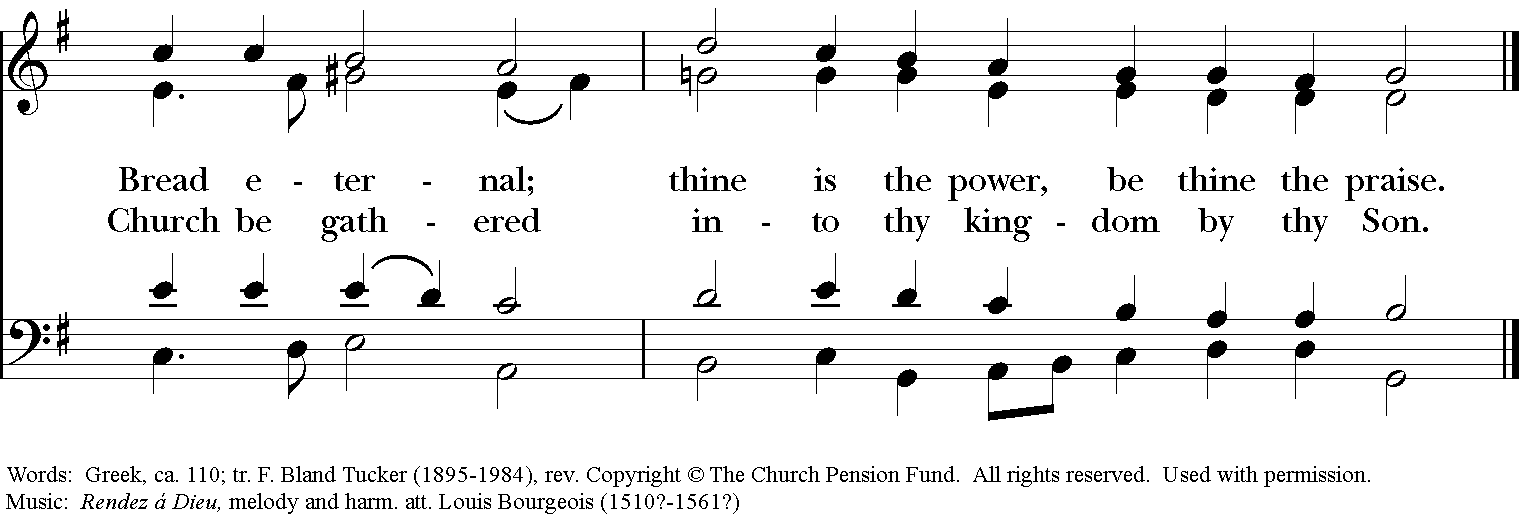 Bread e - ter - nal; thine is the power, be thine the praise.
Church be gath - ered in - to thy king - dom by thy Son.
Words: Greek, ca. 110; tr. F. Bland Tucker (1895-1984), rev. Copyright © The Church Pension Fund. All rights reserved. Used with permission.
Music: Rendez á Dieu, melody and harm. att. Louis Bourgeois (1510?-1561?)